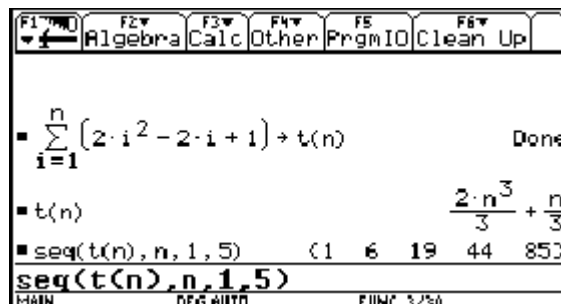 F1 F2 Algebra F3 Calc F4 Other F5 PrgmIO F6 Clean Up
▪ n∑i=1 (2·i² − 2·i + 1) → t(n) Done
▪ t(n) 2·n³/3 + n/3
▪ seq(t(n), n, 1, 5) {1 6 19 44 85}
seq(t(n),n,1,5)
MAIN DEG AUTO FUNC 3/30